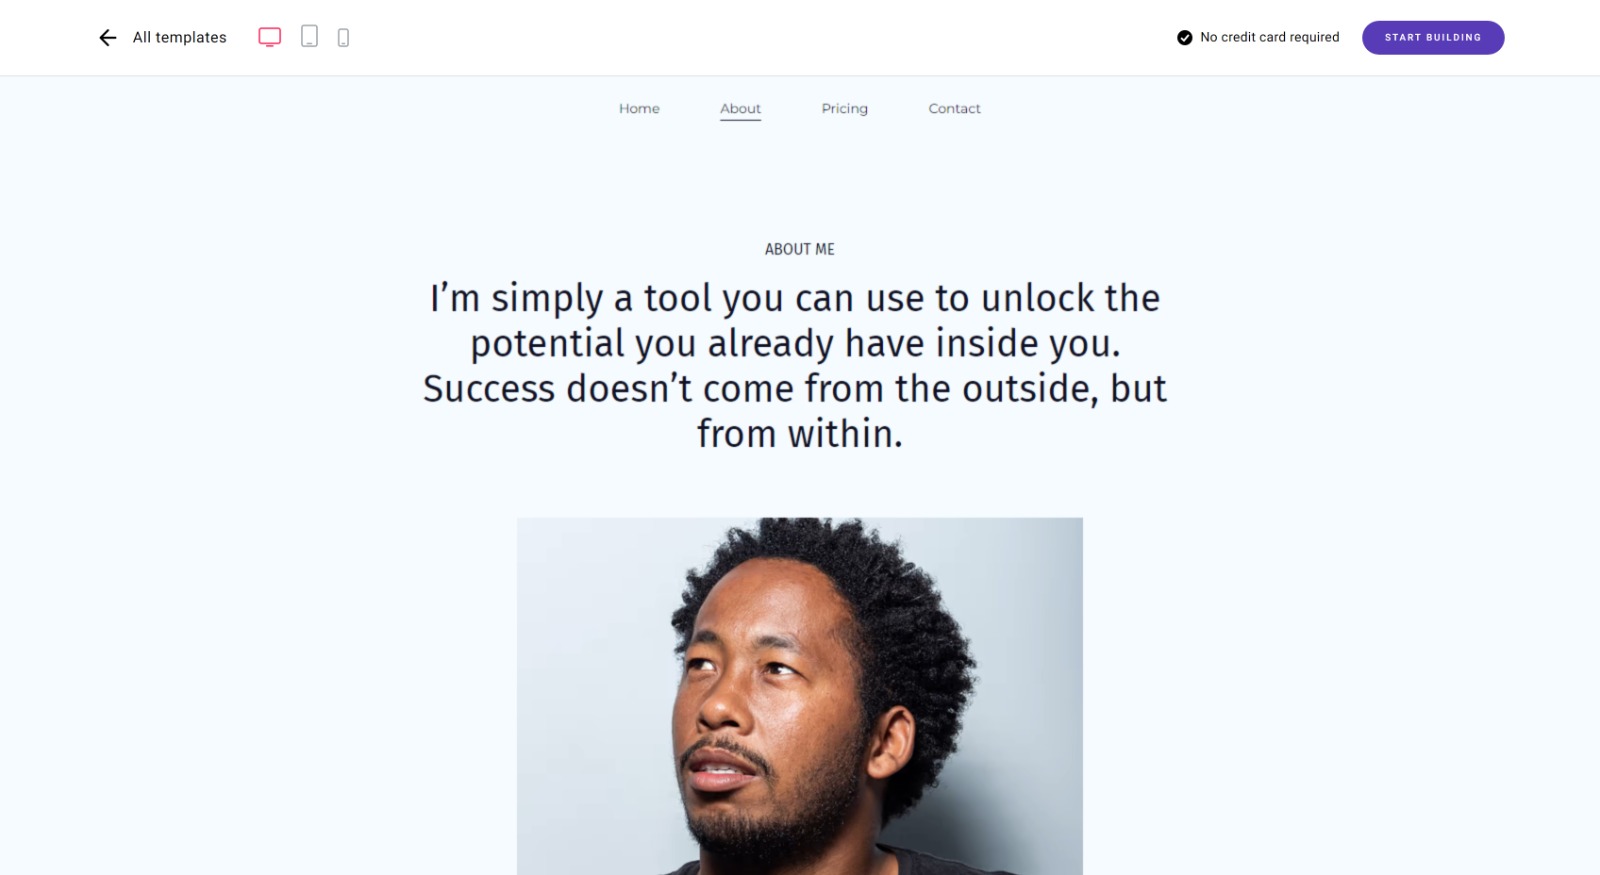 All templates
No credit card required
START BUILDING
Home
About
Pricing
Contact
ABOUT ME
I’m simply a tool you can use to unlock the
potential you already have inside you.
Success doesn’t come from the outside, but
from within.